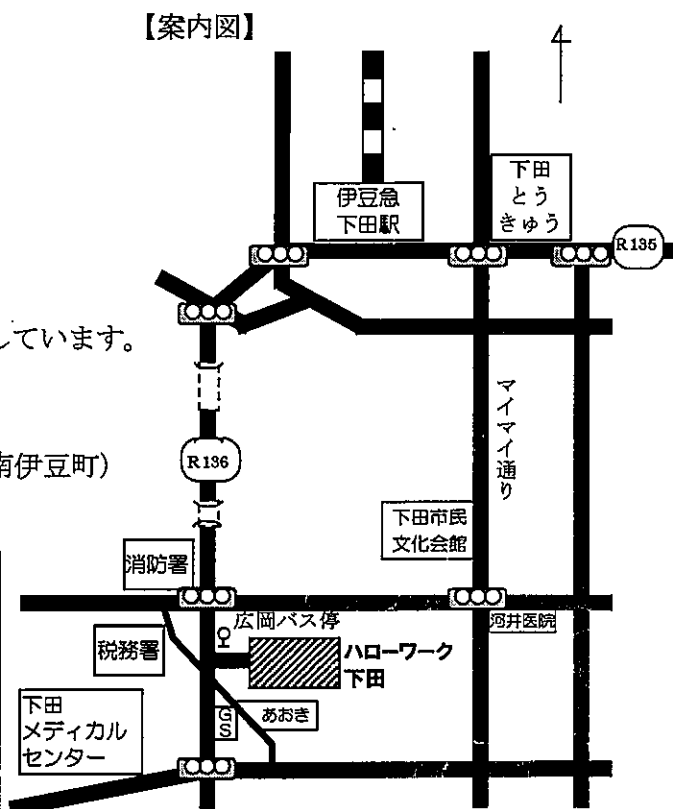 【案内図】
伊豆急
下田駅
下田
とう
きゅう
R135
しています。
マイマイ通り
南伊豆町)
R136
下田市民
文化会館
消防署
広岡バス停
河井医院
税務署
ハローワーク
下田
下田
メディカル
センター
GS
あおき